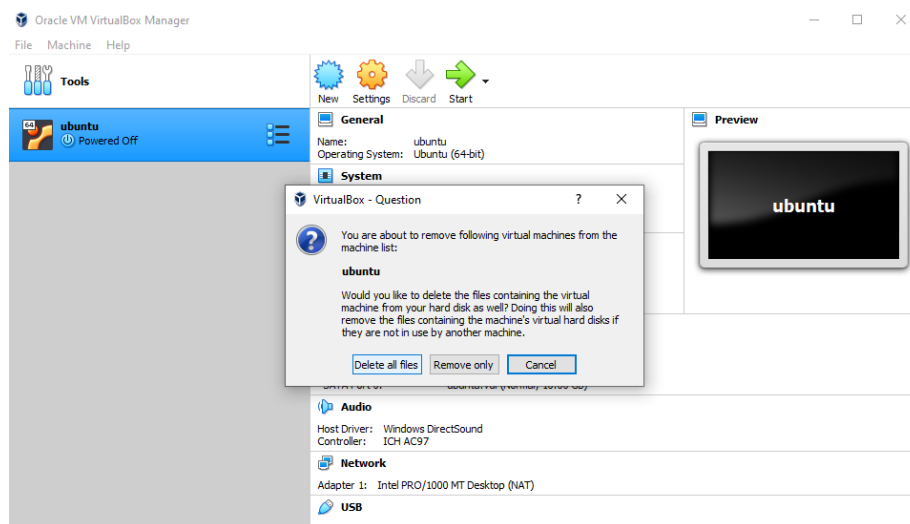 Oracle VM VirtualBox Manager
File Machine Help
Tools
New Settings Discard Start
64
ubuntu
Powered Off
General
Name: ubuntu
Operating System: Ubuntu (64-bit)
System
Preview
ubuntu
VirtualBox - Question
?
You are about to remove following virtual machines from the
machine list:
ubuntu
Would you like to delete the files containing the virtual
machine from your hard disk as well? Doing this will also
remove the files containing the machine's virtual hard disks if
they are not in use by another machine.
Delete all files Remove only Cancel
Audio
Host Driver: Windows DirectSound
Controller: ICH AC97
Network
Adapter 1: Intel PRO/1000 MT Desktop (NAT)
USB